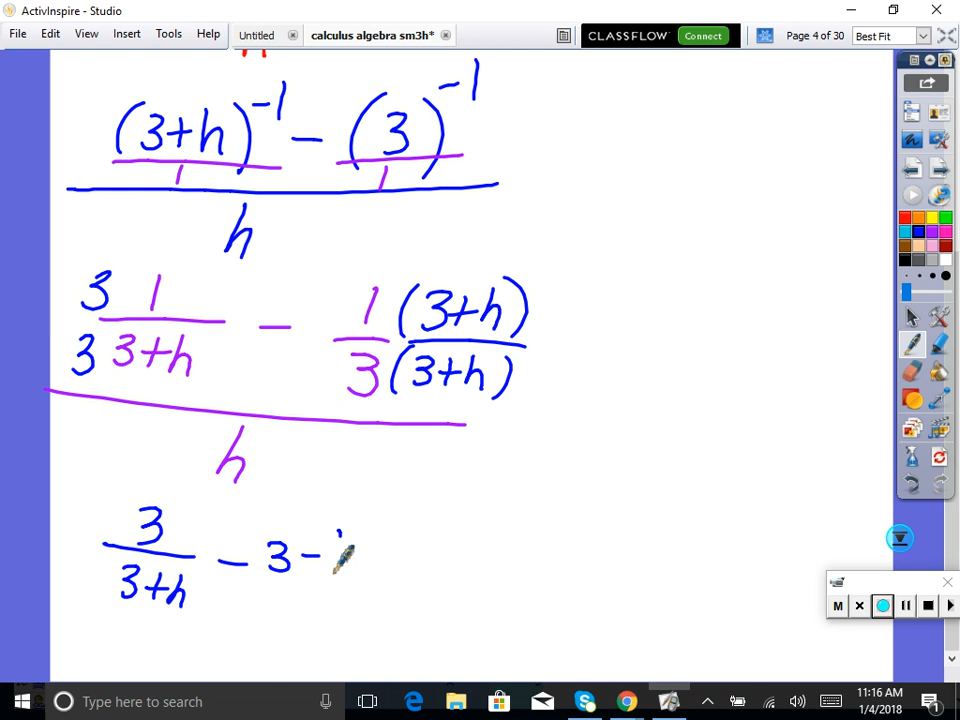 ActivInspire - Studio
File Edit View Insert Tools Help Untitled calculus algebra sm3h* CLASSFLOW Connect Page 4 of 30 Best Fit
(3+h)^-1 - (3)^-1
1 1
h
3 1 - 1 (3+h)
3 3+h 3 (3+h)
h
3
- 3 -
3+h
M
Type here to search
11:16 AM
1/4/2018
1